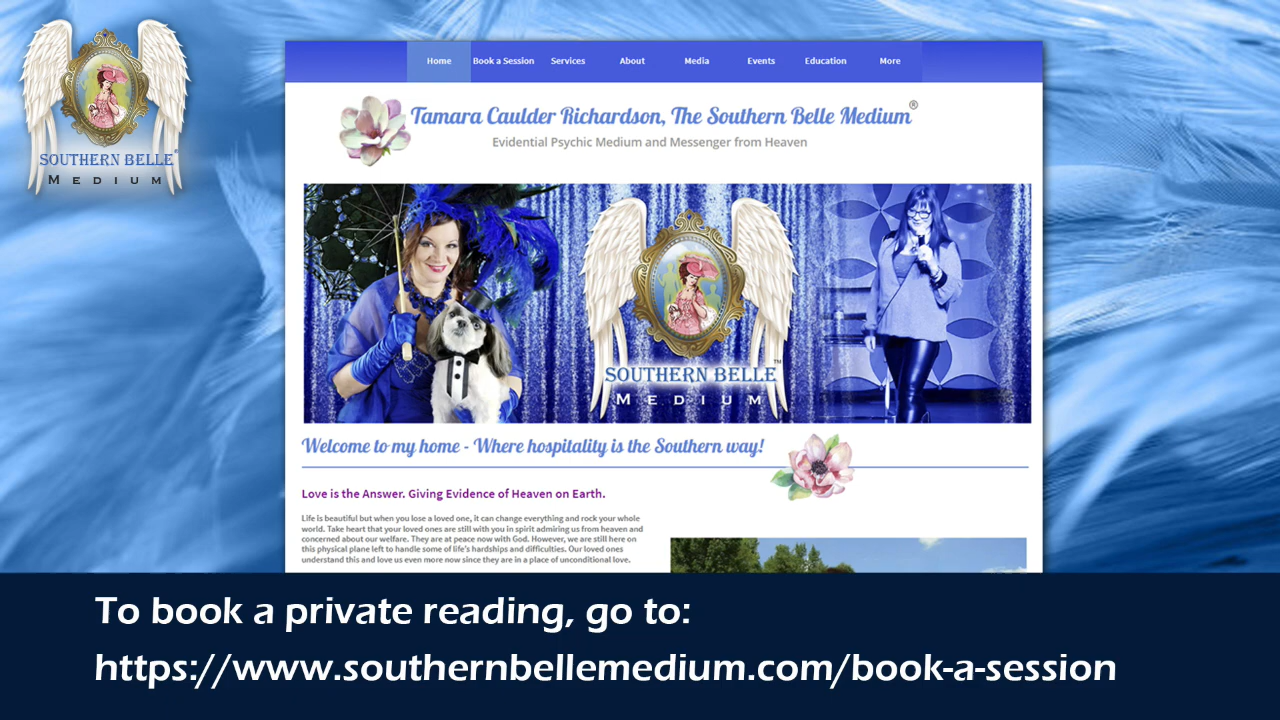 SOUTHERN BELLE®
MEDIUM
Home Book a Session Services About Media Events Education More
Tamara Caulder Richardson, The Southern Belle Medium®
Evidential Psychic Medium and Messenger from Heaven
SOUTHERN BELLE™
MEDIUM
Welcome to my home - Where hospitality is the Southern way!
Love is the Answer. Giving Evidence of Heaven on Earth.
Life is beautiful but when you lose a loved one, it can change everything and rock your whole
world. Take heart that your loved ones are still with you in spirit admiring us from heaven and
concerned about our welfare. They are at peace now with God. However, we are still here on
this physical plane left to handle some of life's hardships and difficulties. Our loved ones
understand this and love us even more now since they are in a place of unconditional love.
To book a private reading, go to:
https://www.southernbellemedium.com/book-a-session